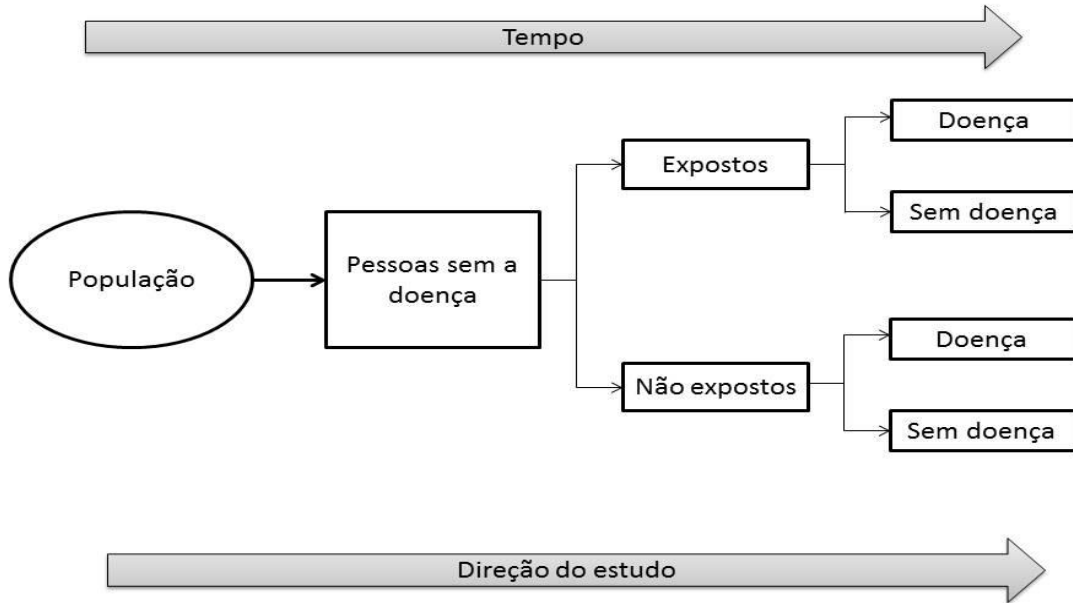 Tempo
Doença
Expostos
Sem doença
População
Pessoas sem a
doença
Doença
Não expostos
Sem doença
Direção do estudo